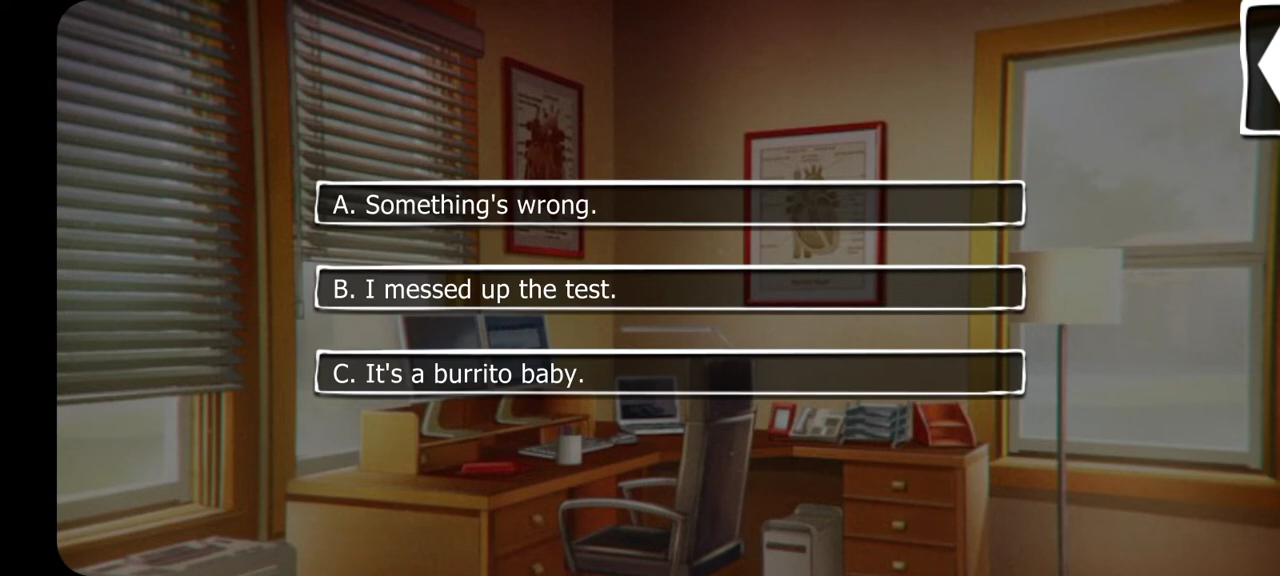 A. Something's wrong.
B. I messed up the test.
C. It's a burrito baby.